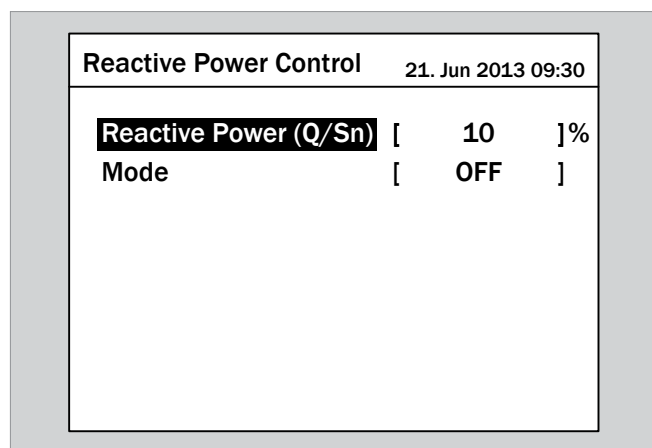 Reactive Power Control 21. Jun 2013 09:30
Reactive Power (Q/Sn) [ 10 ]%
Mode [ OFF ]